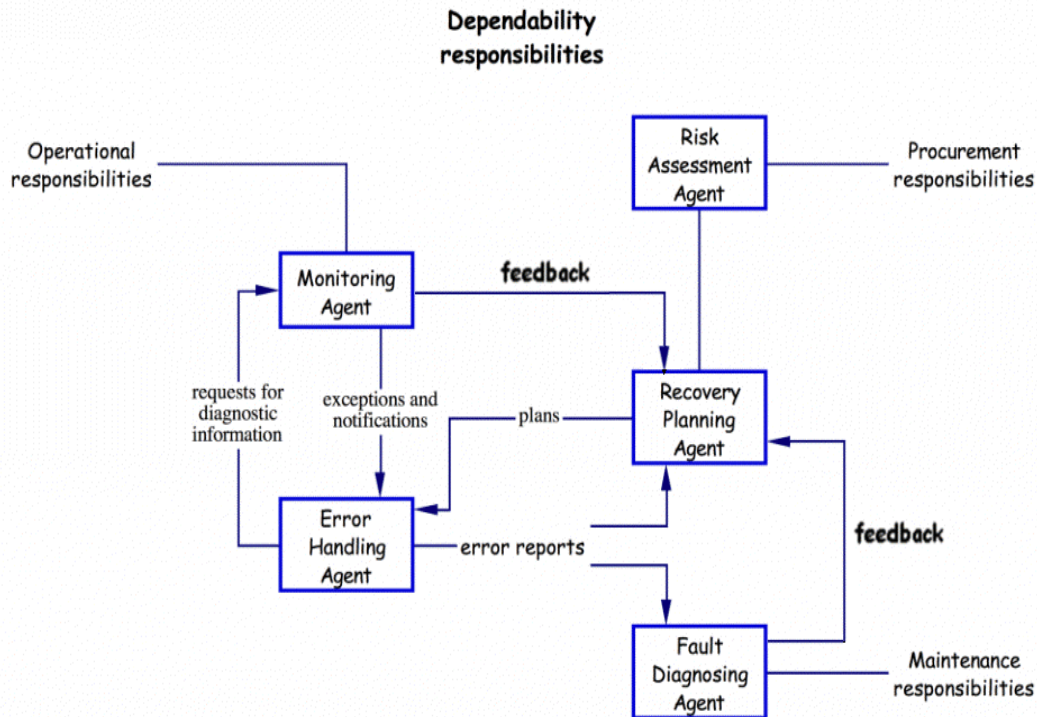 Dependability
responsibilities
Operational
responsibilities
Risk
Assessment
Agent
Procurement
responsibilities
Monitoring
Agent
feedback
requests for
diagnostic
information
exceptions and
notifications
plans
Recovery
Planning
Agent
Error
Handling
Agent
error reports
feedback
Fault
Diagnosing
Agent
Maintenance
responsibilities